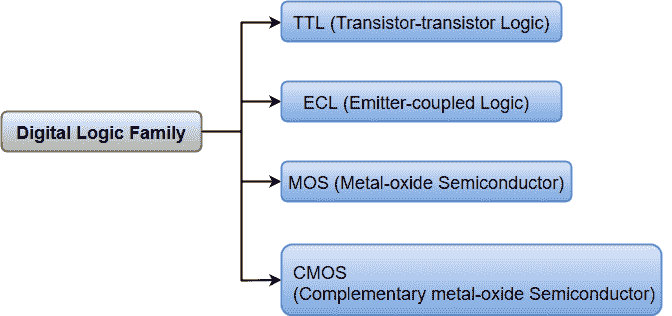 TTL (Transistor-transistor Logic)
ECL (Emitter-coupled Logic)
Digital Logic Family
MOS (Metal-oxide Semiconductor)
CMOS
(Complementary metal-oxide Semiconductor)